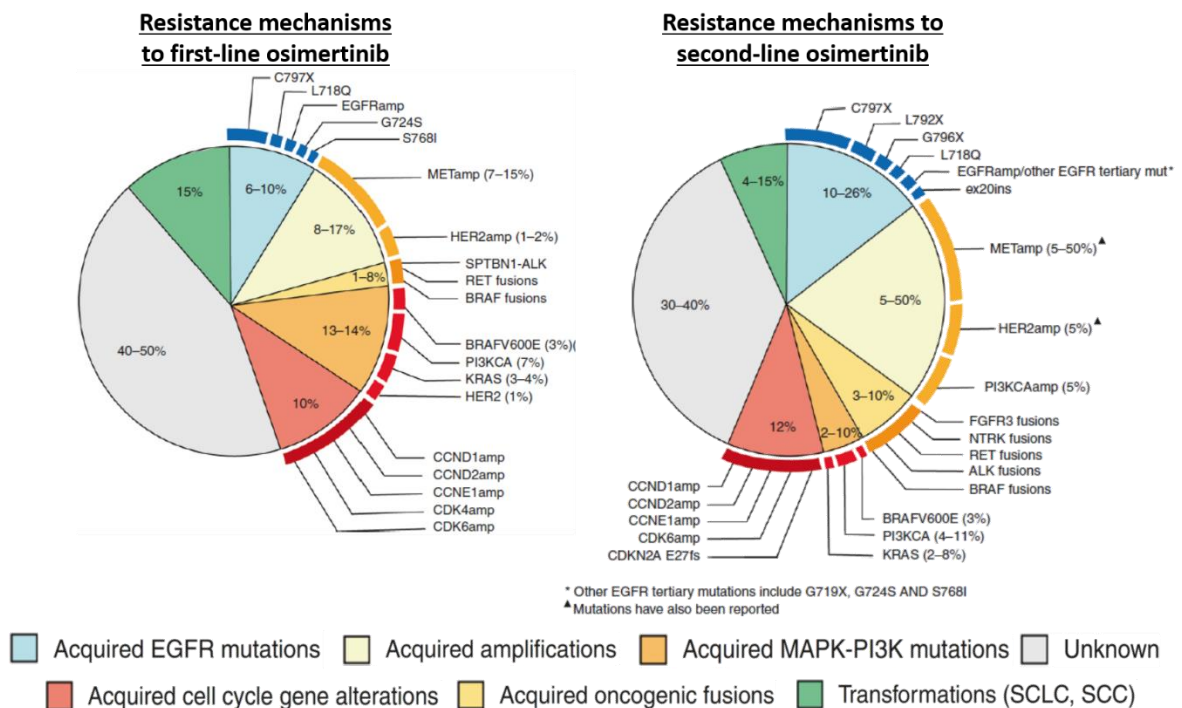 Resistance mechanisms
to first-line osimertinib
C797X
L718Q
EGFRamp
G724S
S768I
METamp (7–15%)
HER2amp (1–2%)
SPTBN1-ALK
RET fusions
BRAF fusions
BRAFV600E (3%)(
PI3KCA (7%)
KRAS (3–4%)
HER2 (1%)
CCND1amp
CCND2amp
CCNE1amp
CDK4amp
CDK6amp
15%
6–10%
8–17%
1–8%
13–14%
10%
40–50%
Resistance mechanisms to
second-line osimertinib
C797X
L792X
G796X
L718Q
EGFRamp/other EGFR tertiary mut*
ex20ins
METamp (5–50%)▲
HER2amp (5%)▲
PI3KCAamp (5%)
FGFR3 fusions
NTRK fusions
RET fusions
ALK fusions
BRAF fusions
BRAFV600E (3%)
PI3KCA (4–11%)
KRAS (2–8%)
CCND1amp
CCND2amp
CCNE1amp
CDK6amp
CDKN2A E27fs
4–15%
10–26%
5–50%
3–10%
2–10%
12%
30–40%
* Other EGFR tertiary mutations include G719X, G724S AND S768I
▲Mutations have also been reported
Acquired EGFR mutations
Acquired amplifications
Acquired MAPK-PI3K mutations
Unknown
Acquired cell cycle gene alterations
Acquired oncogenic fusions
Transformations (SCLC, SCC)